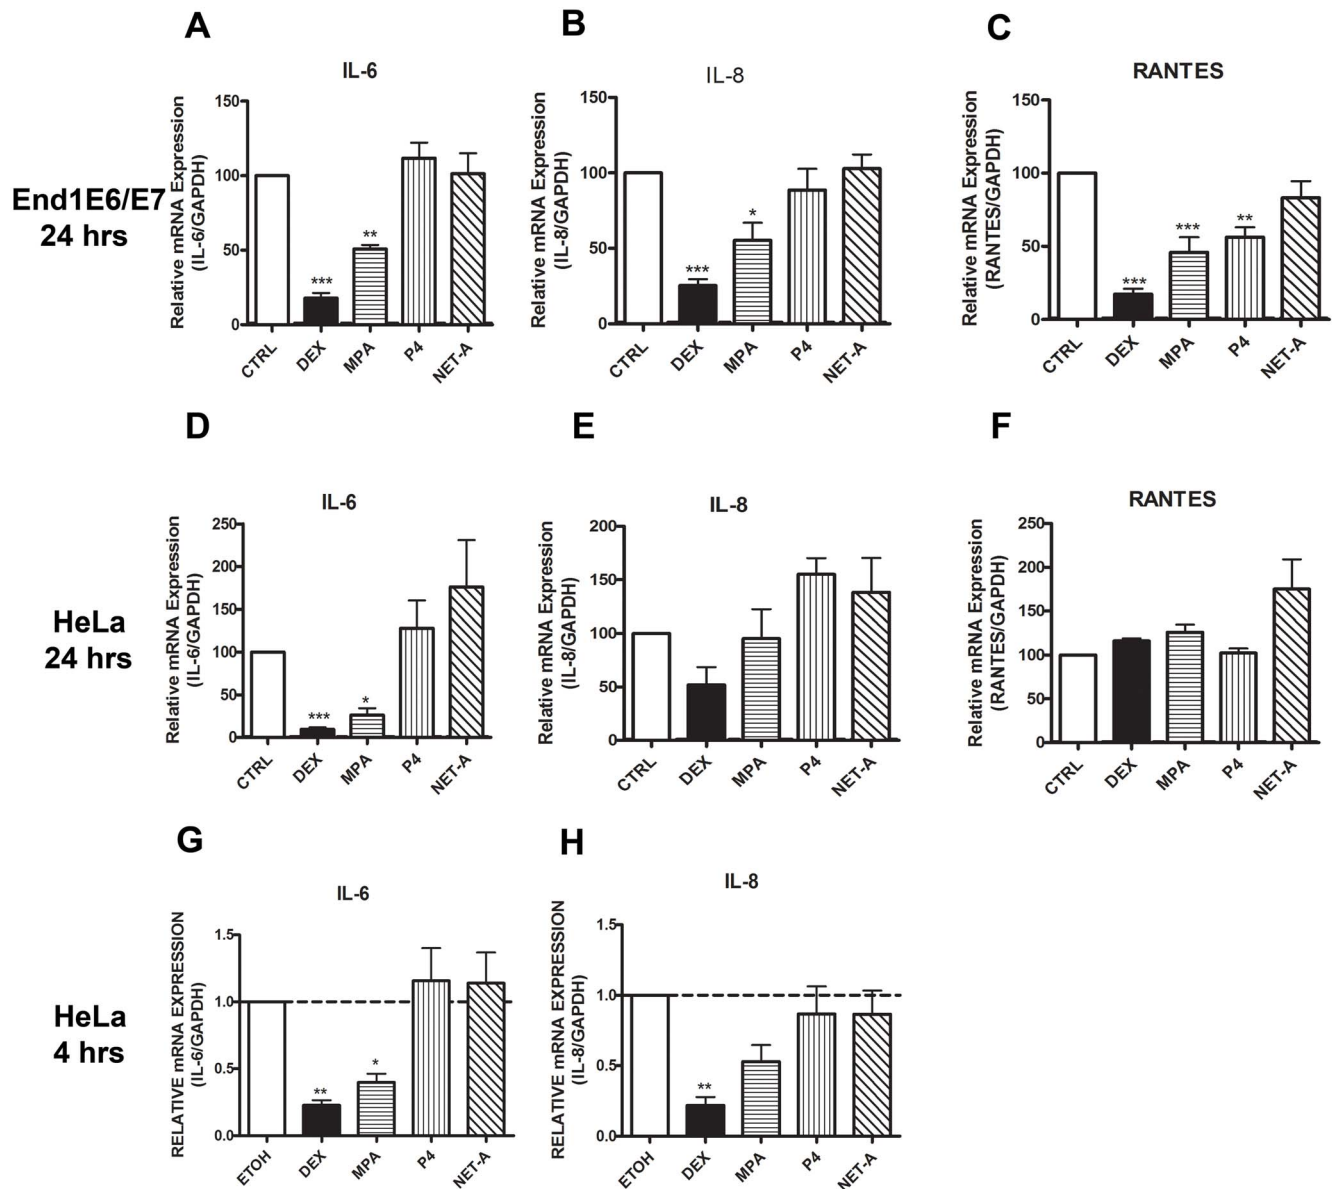 A
B
C
IL-6
IL-8
RANTES
End1E6/E7
24 hrs
Relative mRNA Expression
(IL-6/GAPDH)
150
100
50
0
***
**
CTRL
DEX
MPA
P4
NET-A
Relative mRNA Expression
(IL-8/GAPDH)
150
100
50
0
***
*
CTRL
DEX
MPA
P4
NET-A
Relative mRNA Expression
(RANTES/GAPDH)
150
100
50
0
***
***
**
CTRL
DEX
MPA
P4
NET-A
D
E
F
IL-6
IL-8
RANTES
HeLa
24 hrs
Relative mRNA Expression
(IL-6/GAPDH)
250
200
150
100
50
0
***
*
CTRL
DEX
MPA
P4
NET-A
Relative mRNA Expression
(IL-8/GAPDH)
200
150
100
50
0
CTRL
DEX
MPA
P4
NET-A
Relative mRNA Expression
(RANTES/GAPDH)
250
200
150
100
50
0
CTRL
DEX
MPA
P4
NET-A
G
H
IL-6
IL-8
HeLa
4 hrs
RELATIVE mRNA EXPRESSION
(IL-6/GAPDH)
1.5
1.0
0.5
0.0
**
*
ETOH
DEX
MPA
P4
NET-A
RELATIVE mRNA EXPRESSION
(IL-8/GAPDH)
1.5
1.0
0.5
0.0
**
ETOH
DEX
MPA
P4
NET-A